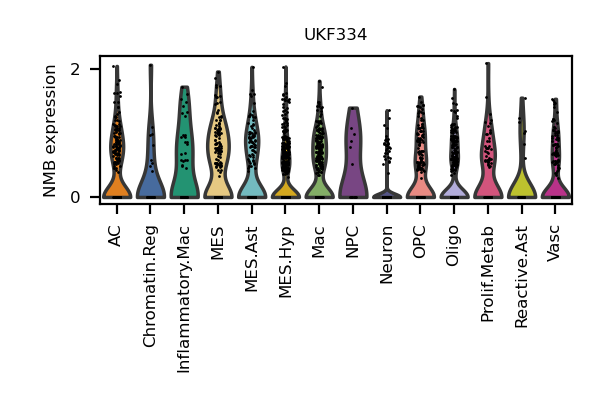 UKF334
NMB expression
2
0
AC
Chromatin.Reg
Inflammatory.Mac
MES
MES.Ast
MES.Hyp
Mac
NPC
Neuron
OPC
Oligo
Prolif.Metab
Reactive.Ast
Vasc